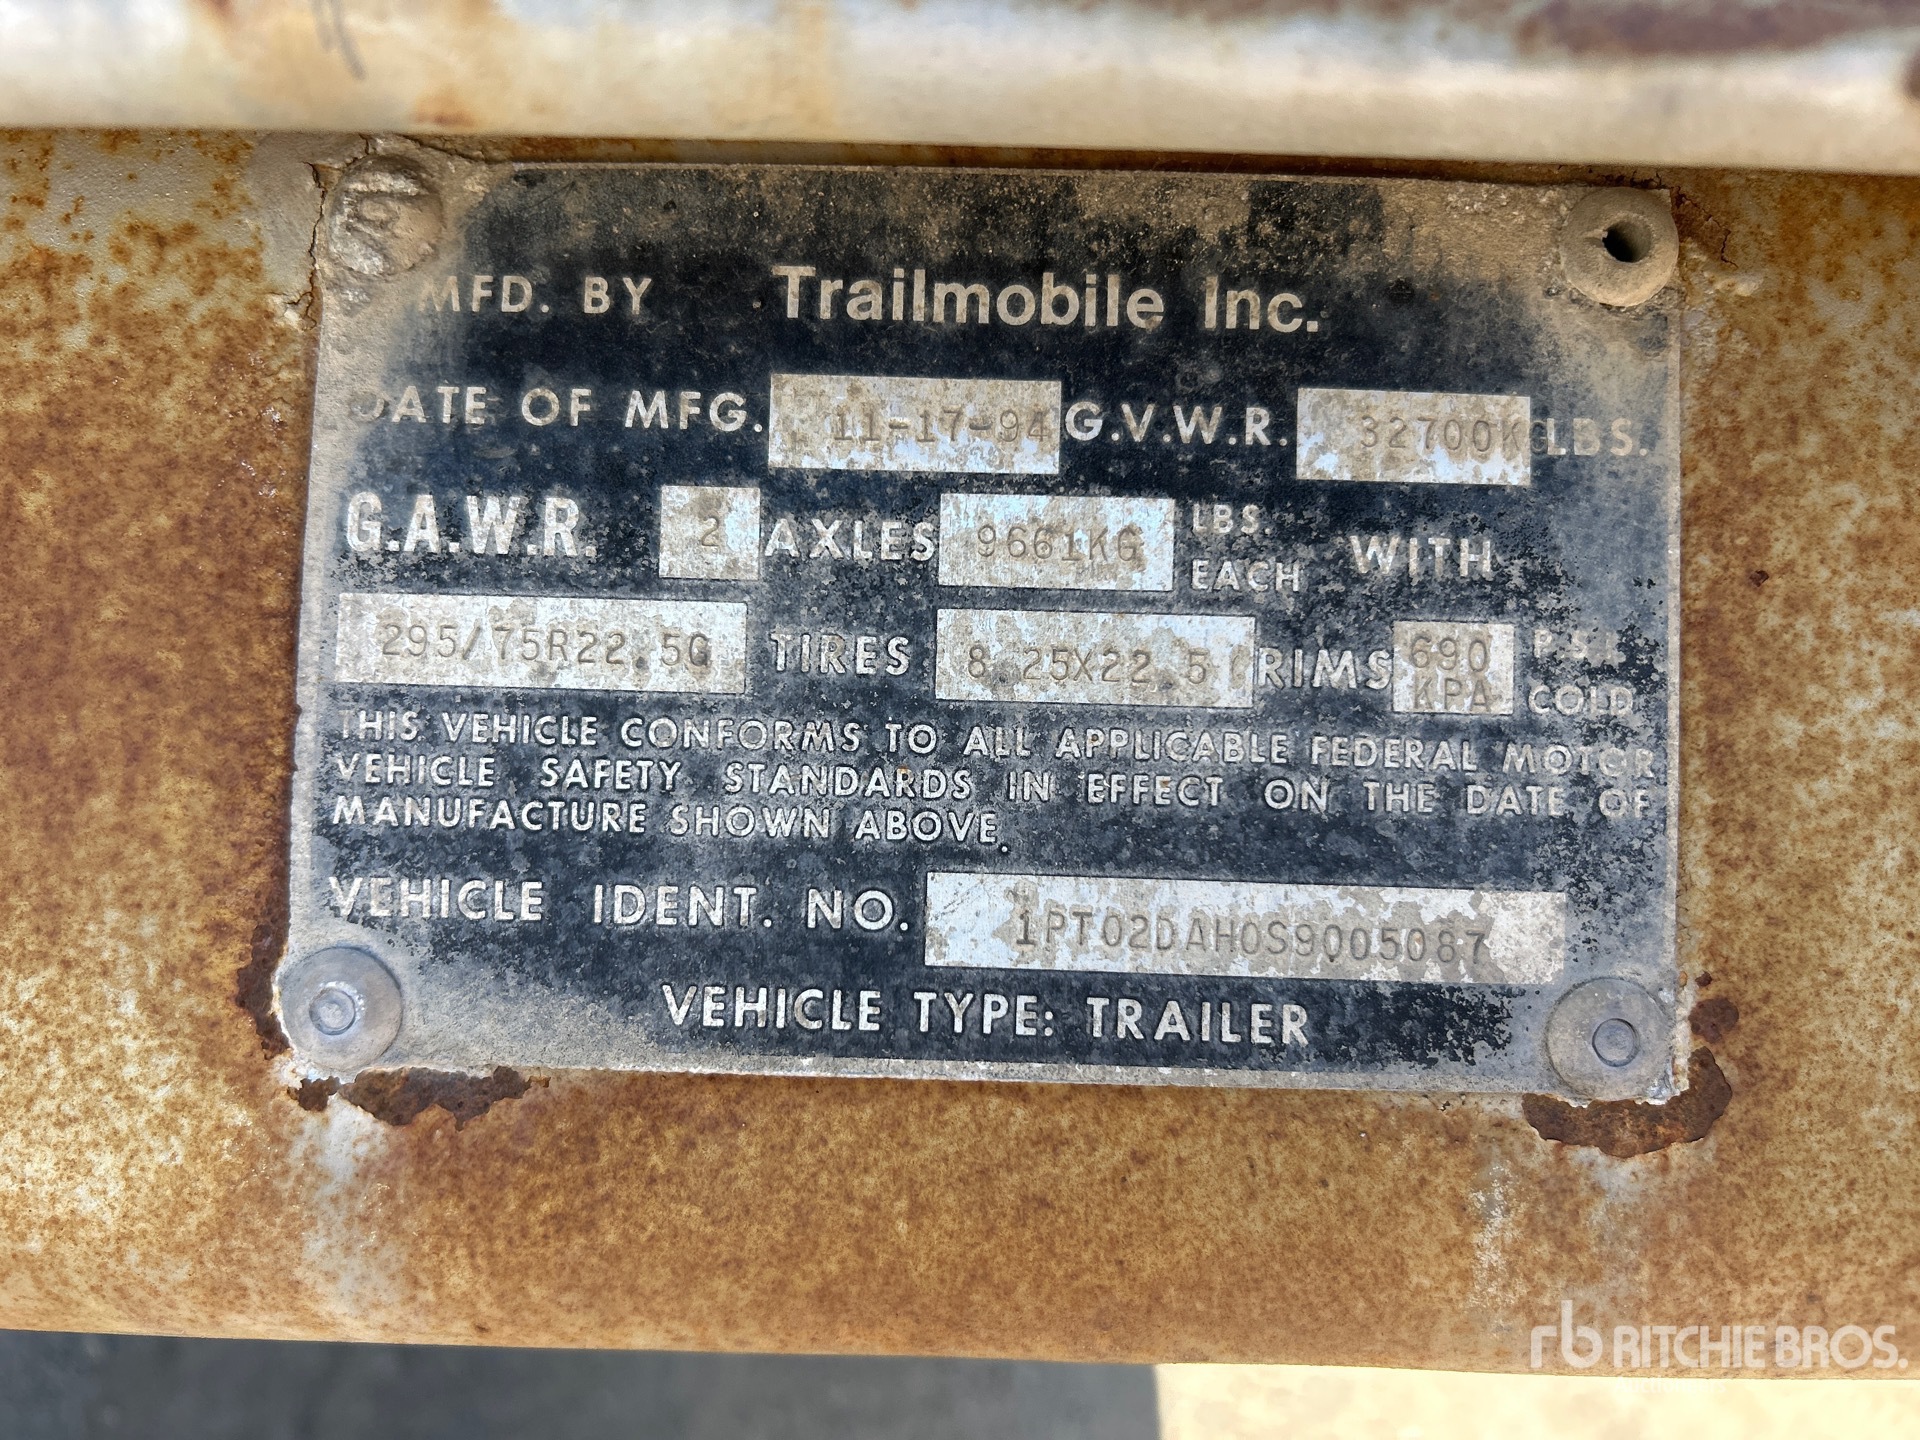 MFD. BY Trailmobile Inc.
DATE OF MFG. 11-17-94 G.V.W.R. 32700KG LBS.
G.A.W.R. 2 AXLES 9661KG LBS. EACH WITH
295/75R22.5G TIRES 8.25X22.5 RIMS 690 KPA P.S.I. COLD
THIS VEHICLE CONFORMS TO ALL APPLICABLE FEDERAL MOTOR
VEHICLE SAFETY STANDARDS IN EFFECT ON THE DATE OF
MANUFACTURE SHOWN ABOVE.
VEHICLE IDENT. NO. 1PT02DAH0S9005087
VEHICLE TYPE: TRAILER
rb RITCHIE BROS.